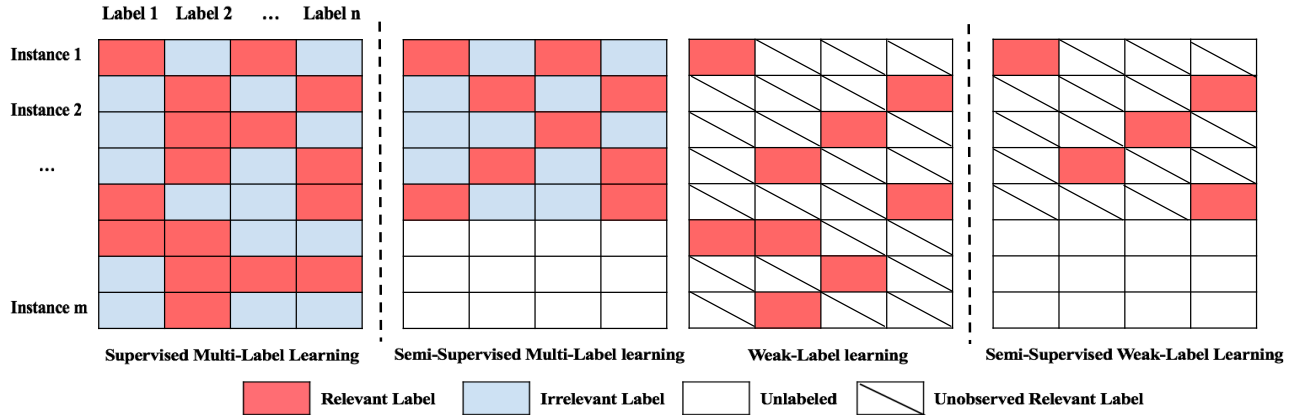 Label 1 Label 2 ... Label n
Instance 1
Instance 2
...
Instance m
Supervised Multi-Label Learning
Semi-Supervised Multi-Label learning
Weak-Label learning
Semi-Supervised Weak-Label Learning
Relevant Label Irrelevant Label Unlabeled Unobserved Relevant Label